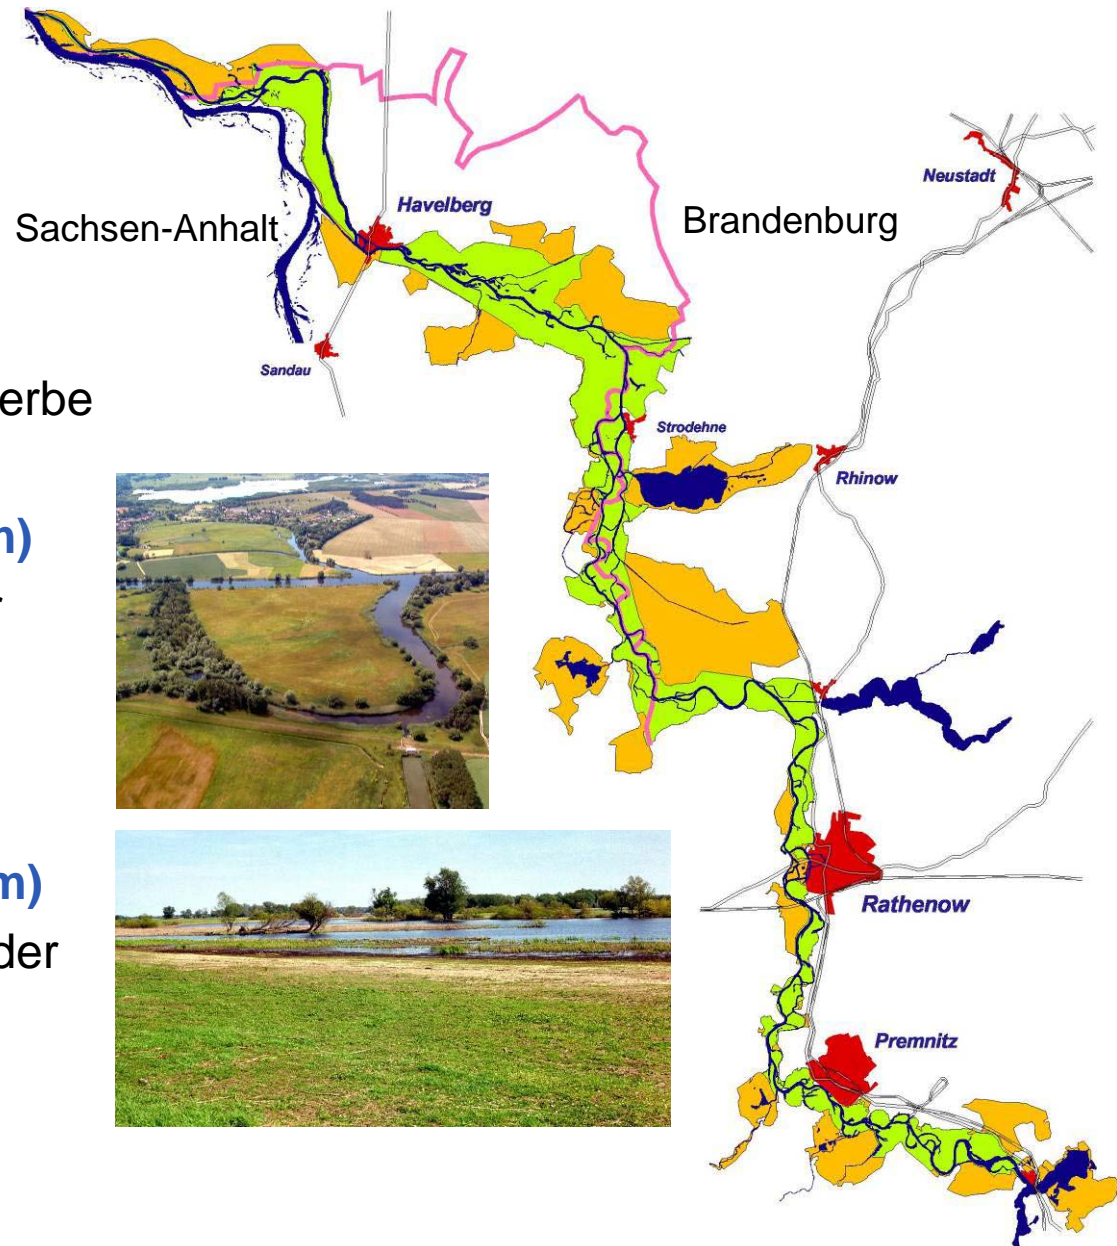 Neustadt
Havelberg
Sachsen-Anhalt
Brandenburg
Sandau
erbe
Strodehne
Rhinow
der
Rathenow
Premnitz